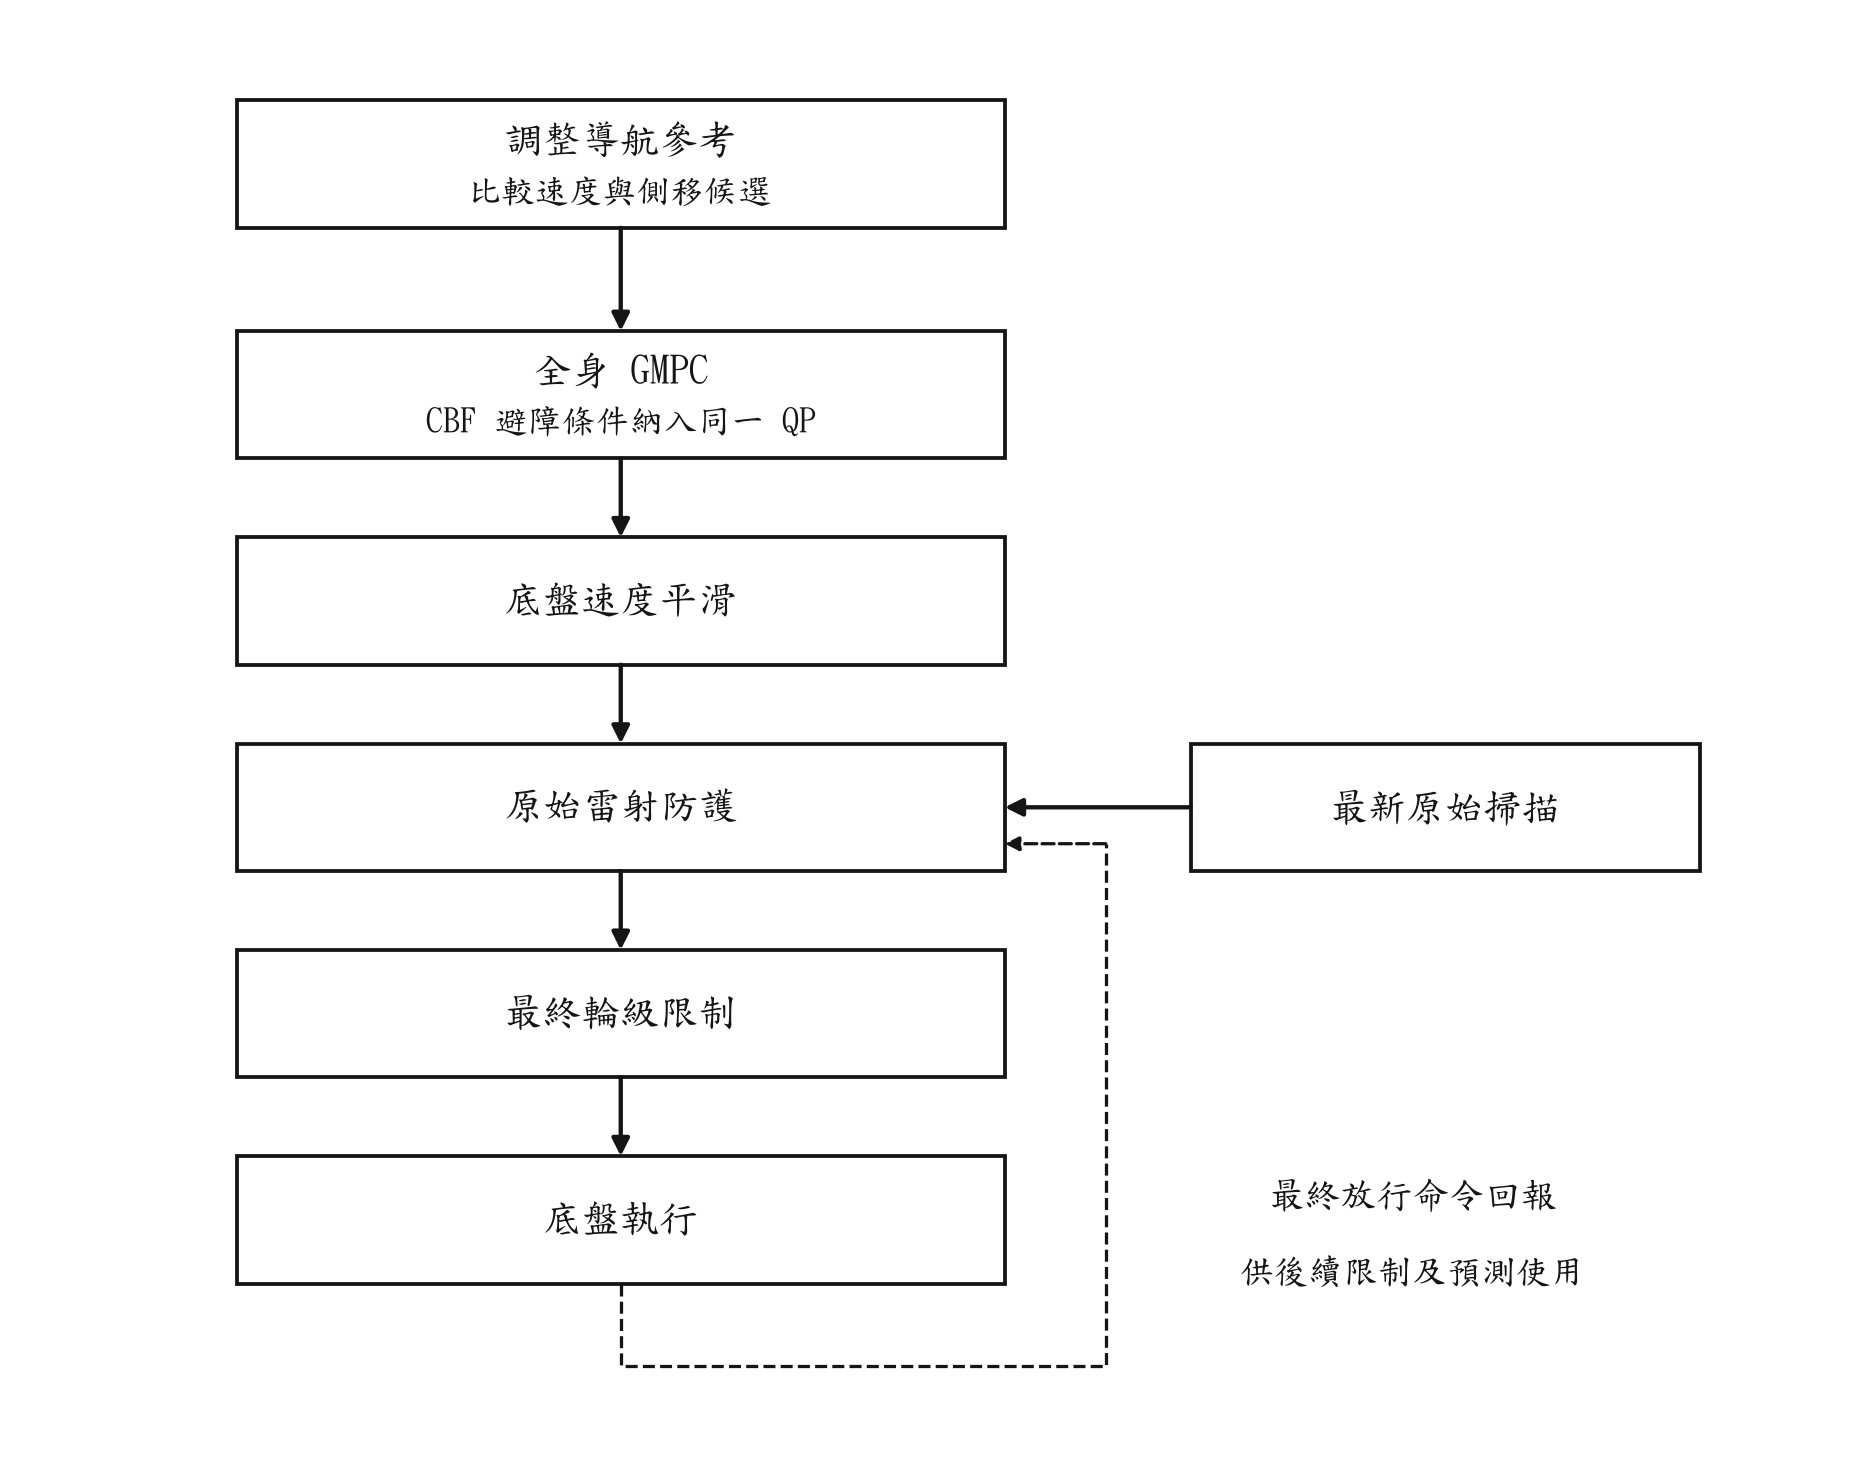 調整導航參考
比較速度與側移候選
全身 GMPC
CBF 避障條件納入同一 QP
底盤速度平滑
原始雷射防護
最新原始掃描
最終輪級限制
底盤執行
最終放行命令回報
供後續限制及預測使用